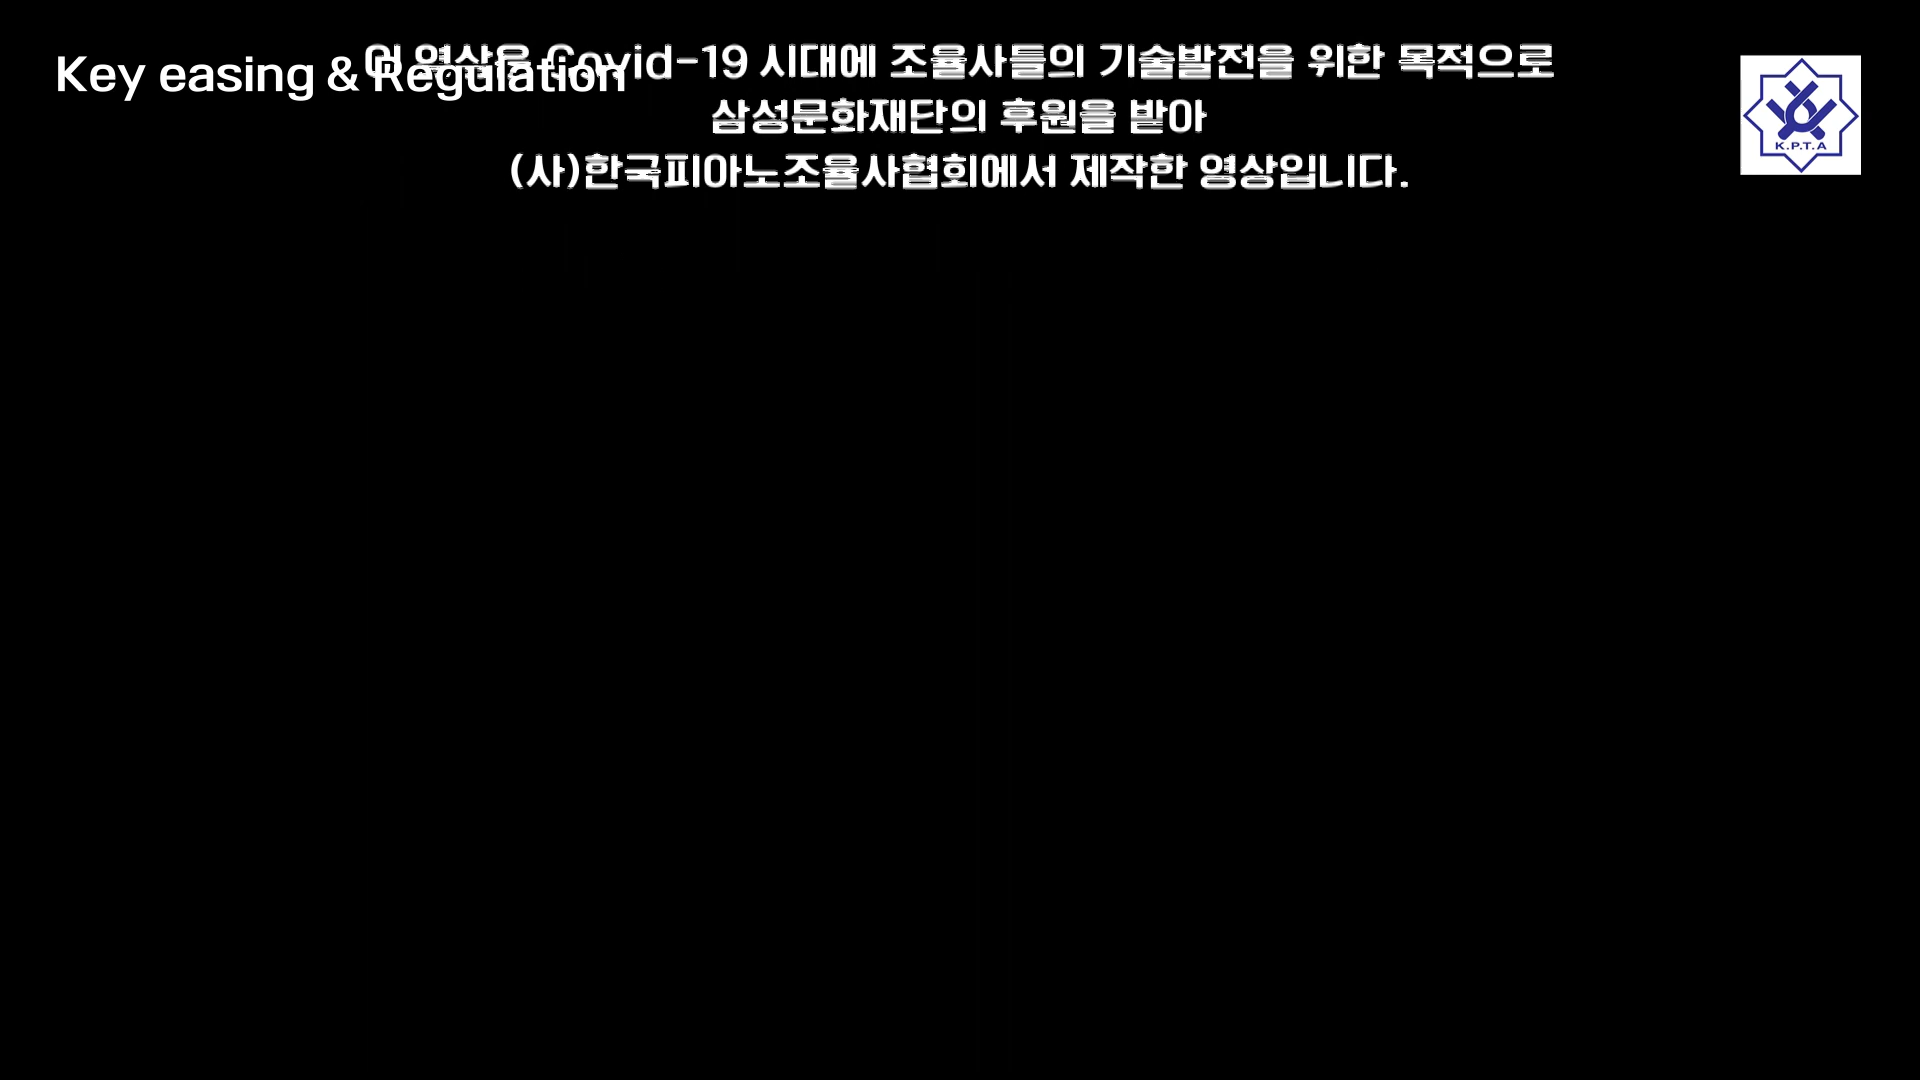 Key easing & Regulation
이 영상은 Covid-19 시대에 조율사들의 기술발전을 위한 목적으로
삼성문화재단의 후원을 받아
(사)한국피아노조율사협회에서 제작한 영상입니다.
K.P.T.A